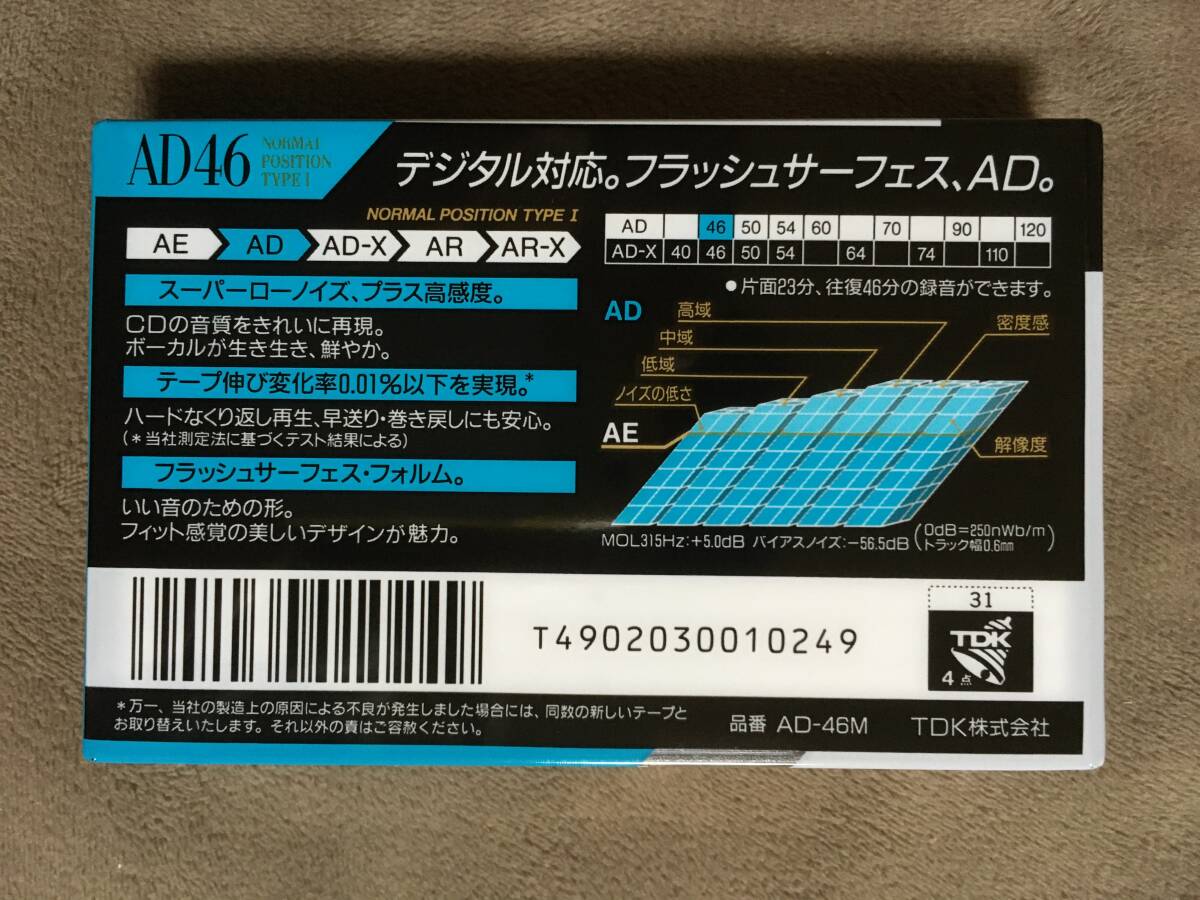 AD46
NORMAL
POSITION
TYPE I
デジタル対応。フラッシュサーフェス、AD。
NORMAL POSITION TYPE I
AE AD AD-X AR AR-X
スーパーローノイズ、プラス高感度。
CDの音質をきれいに再現。
ボーカルが生き生き、鮮やか。
テープ伸び変化率0.01%以下を実現。*
ハードなくり返し再生、早送り・巻き戻しにも安心。
(*当社測定法に基づくテスト結果による)
フラッシュサーフェス・フォルム。
いい音のための形。
フィット感覚の美しいデザインが魅力。
AD 46 50 54 60 70 90 120
AD-X 40 46 50 54 64 74 110
●片面23分、往復46分の録音ができます。
AD
高域
中域
低域
ノイズの低さ
AE
密度感
解像度
MOL315Hz:+5.0dB バイアスノイズ:-56.5dB (0dB=250nWb/m トラック幅0.6mm)
T4902030010249
31
TDK
4点
*万一、当社の製造上の原因による不良が発生しました場合には、同数の新しいテープと
お取り替えいたします。それ以外の責はご容赦ください。
品番 AD-46M TDK株式会社